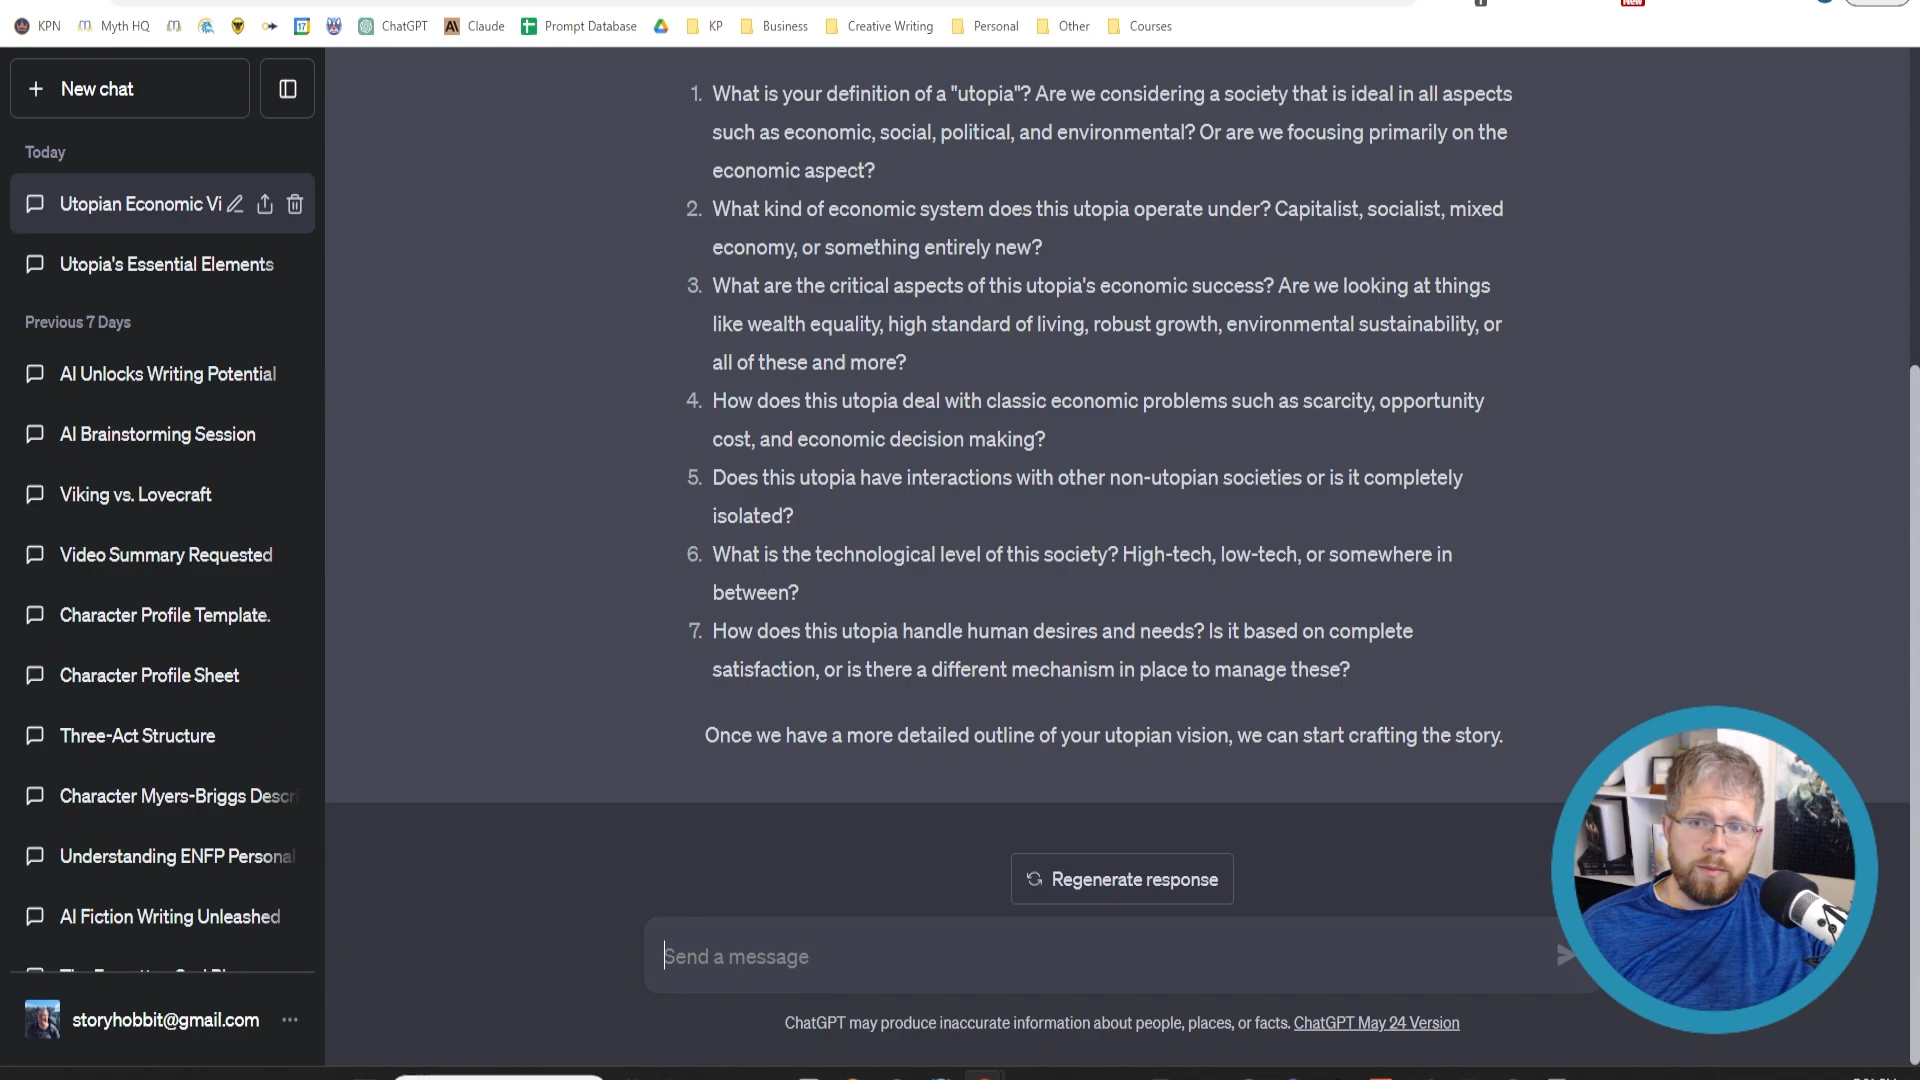 New
KPN
Myth HQ
17
ChatGPT
Claude
Prompt Database
KP
Business
Creative Writing
Personal
Other
Courses
New chat
Today
Utopian Economic Vi
Utopia's Essential Elements
Previous 7 Days
AI Unlocks Writing Potential
AI Brainstorming Session
Viking vs. Lovecraft
Video Summary Requested
Character Profile Template.
Character Profile Sheet
Three-Act Structure
Character Myers-Briggs Descri
Understanding ENFP Personal
AI Fiction Writing Unleashed
storyhobbit@gmail.com
1. What is your definition of a "utopia"? Are we considering a society that is ideal in all aspects
such as economic, social, political, and environmental? Or are we focusing primarily on the
economic aspect?
2. What kind of economic system does this utopia operate under? Capitalist, socialist, mixed
economy, or something entirely new?
3. What are the critical aspects of this utopia's economic success? Are we looking at things
like wealth equality, high standard of living, robust growth, environmental sustainability, or
all of these and more?
4. How does this utopia deal with classic economic problems such as scarcity, opportunity
cost, and economic decision making?
5. Does this utopia have interactions with other non-utopian societies or is it completely
isolated?
6. What is the technological level of this society? High-tech, low-tech, or somewhere in
between?
7. How does this utopia handle human desires and needs? Is it based on complete
satisfaction, or is there a different mechanism in place to manage these?
Once we have a more detailed outline of your utopian vision, we can start crafting the story.
Regenerate response
Send a message
ChatGPT may produce inaccurate information about people, places, or facts. ChatGPT May 24 Version